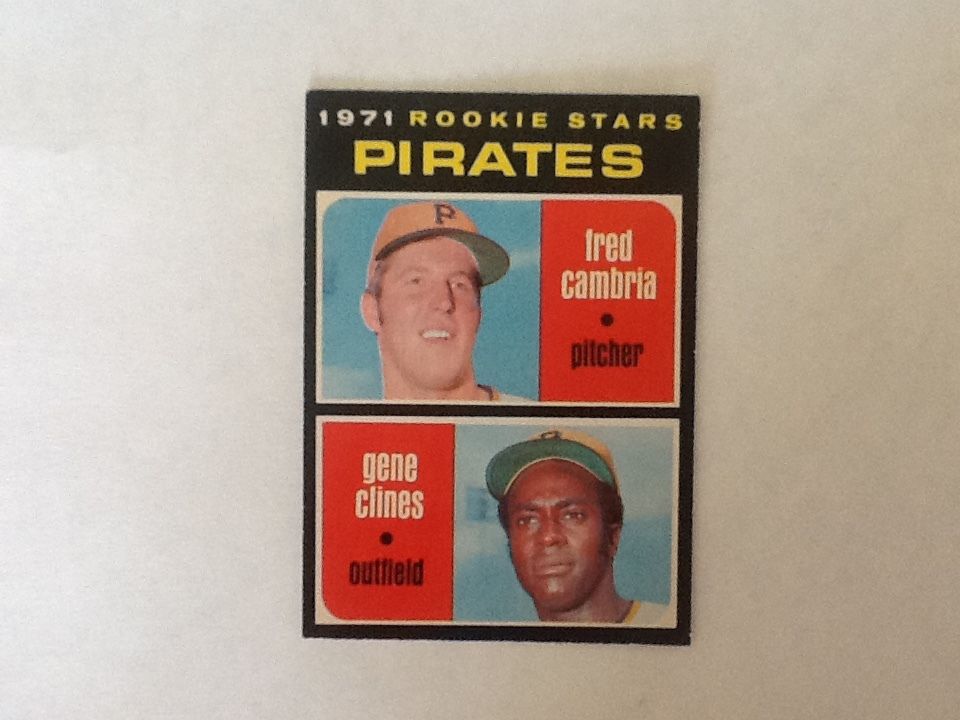 1971 ROOKIE STARS
PIRATES
P
fred
cambria
•
pitcher
gene
clines
•
outfield
P